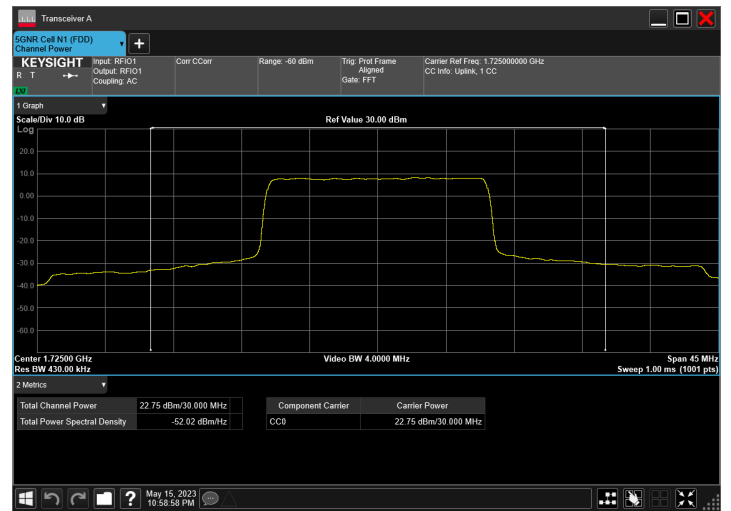 Transceiver A
5GNR Cell N1 (FDD)
Channel Power
KEYSIGHT
R T
LXI
Input: RFIO1
Output: RFIO1
Coupling: AC
Corr CCorr
Range: -60 dBm
Trig: Prot Frame
Aligned
Gate: FFT
Carrier Ref Freq: 1.725000000 GHz
CC Info: Uplink, 1 CC
1 Graph
Scale/Div 10.0 dB
Ref Value 30.00 dBm
Log
20.0
10.0
0.00
-10.0
-20.0
-30.0
-40.0
-50.0
-60.0
Center 1.72500 GHz
Video BW 4.0000 MHz
Span 45 MHz
Res BW 430.00 kHz
Sweep 1.00 ms (1001 pts)
2 Metrics
Total Channel Power 22.75 dBm/30.000 MHz
Total Power Spectral Density -52.02 dBm/Hz
Component Carrier Carrier Power
CC0 22.75 dBm/30.000 MHz
?
May 15, 2023
10:58:58 PM